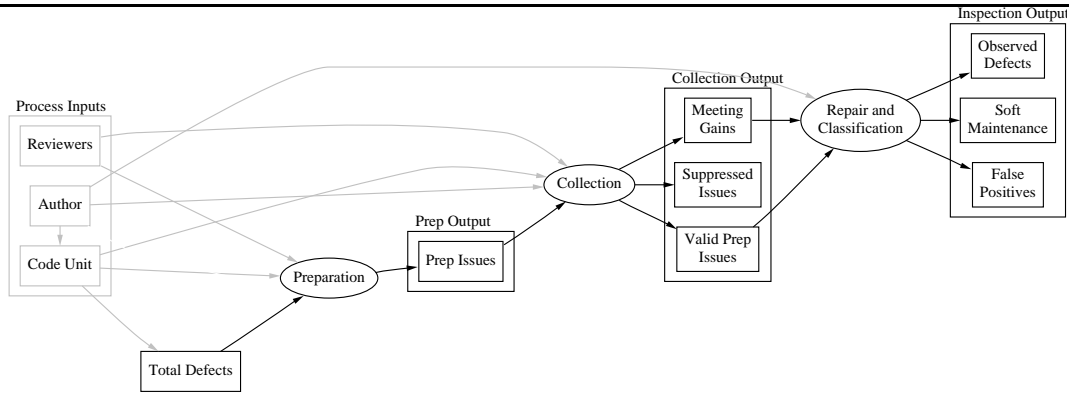 Process Inputs
Reviewers
Author
Code Unit
Total Defects
Preparation
Prep Output
Prep Issues
Collection
Collection Output
Meeting
Gains
Suppressed
Issues
Valid Prep
Issues
Repair and
Classification
Inspection Output
Observed
Defects
Soft
Maintenance
False
Positives